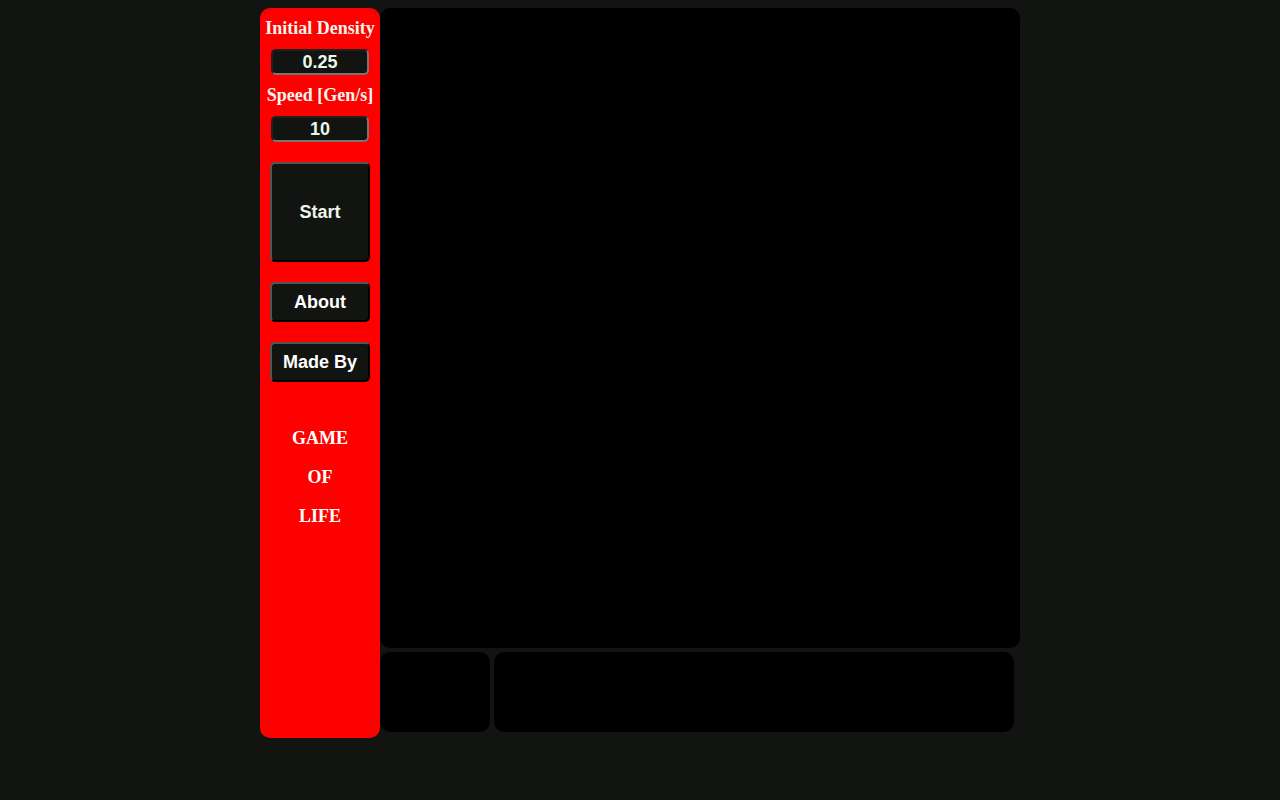 Initial Density
0.25
Speed [Gen/s]
10
Start
About
Made By
GAME
OF
LIFE